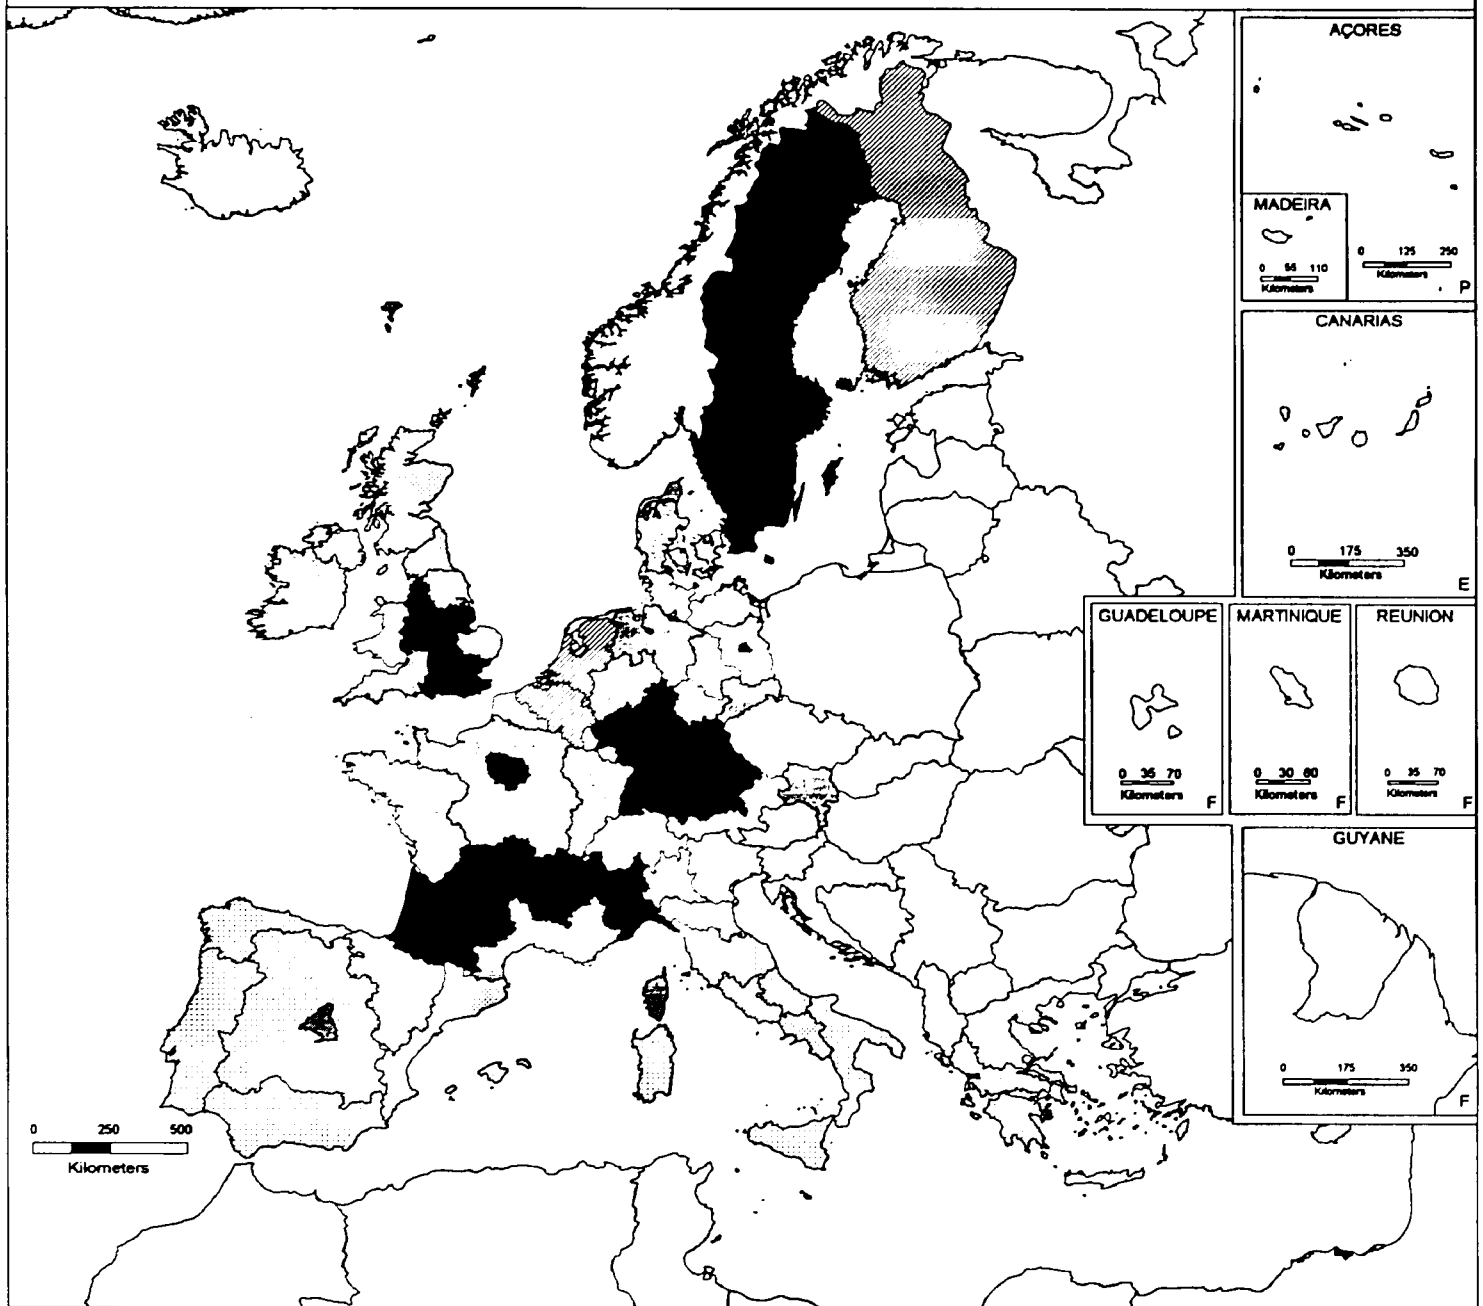 AÇORES
MADEIRA
0 55 110
Kilometers
0 125 250
Kilometers
P
CANARIAS
0 175 350
Kilometers
E
GUADELOUPE
0 35 70
Kilometers
F
MARTINIQUE
0 30 60
Kilometers
F
REUNION
0 35 70
Kilometers
F
GUYANE
0 175 350
Kilometers
F
0 250 500
Kilometers